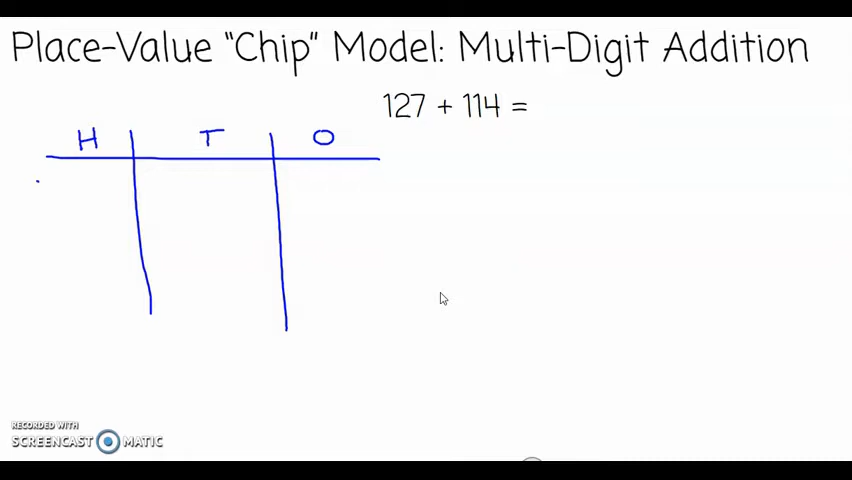 Place-Value "Chip" Model: Multi-Digit Addition
127 + 114 =
H T O
RECORDED WITH
SCREENCAST MATIC